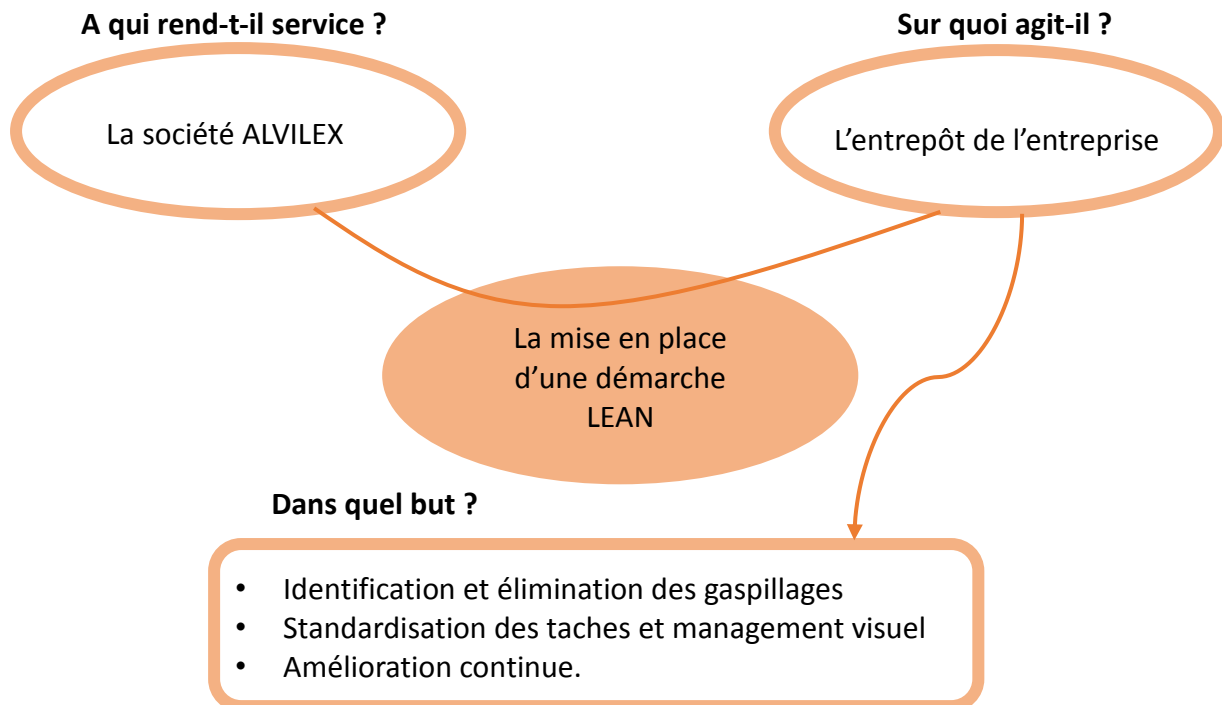 A qui rend-t-il service ?
Sur quoi agit-il ?
La société ALVILEX
L’entrepôt de l’entreprise
La mise en place
d’une démarche
LEAN
Dans quel but ?
• Identification et élimination des gaspillages
• Standardisation des taches et management visuel
• Amélioration continue.